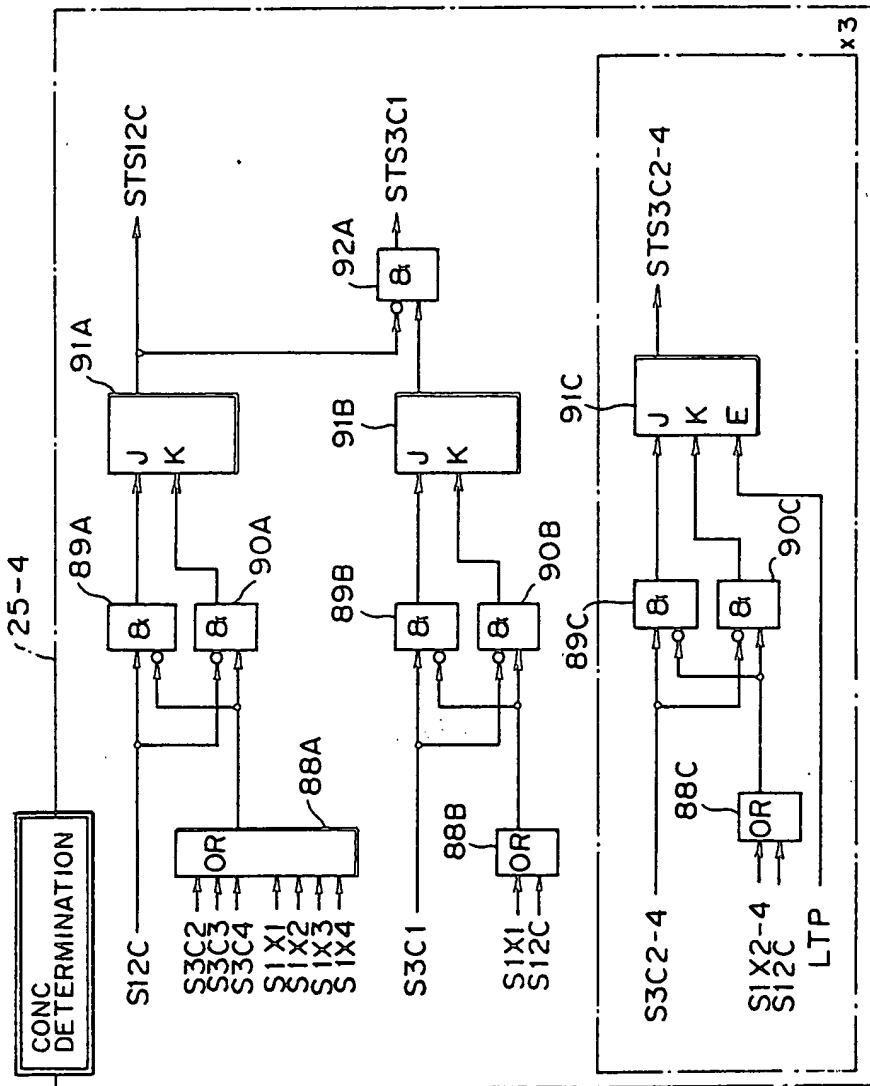 CONC
DETERMINATION
25-4
S12C
89A
&
90A
&
91A
J
K
STS12C
S3C2
S3C3
S3C4
S1X1
S1X2
S1X3
S1X4
OR
88A
92A
&
STS3C1
S3C1
89B
&
90B
&
91B
J
K
S1X1
S12C
OR
88B
S3C2-4
89C
&
90C
&
91C
J
K
E
STS3C2-4
S1X2-4
S12C
OR
88C
LTP
x3